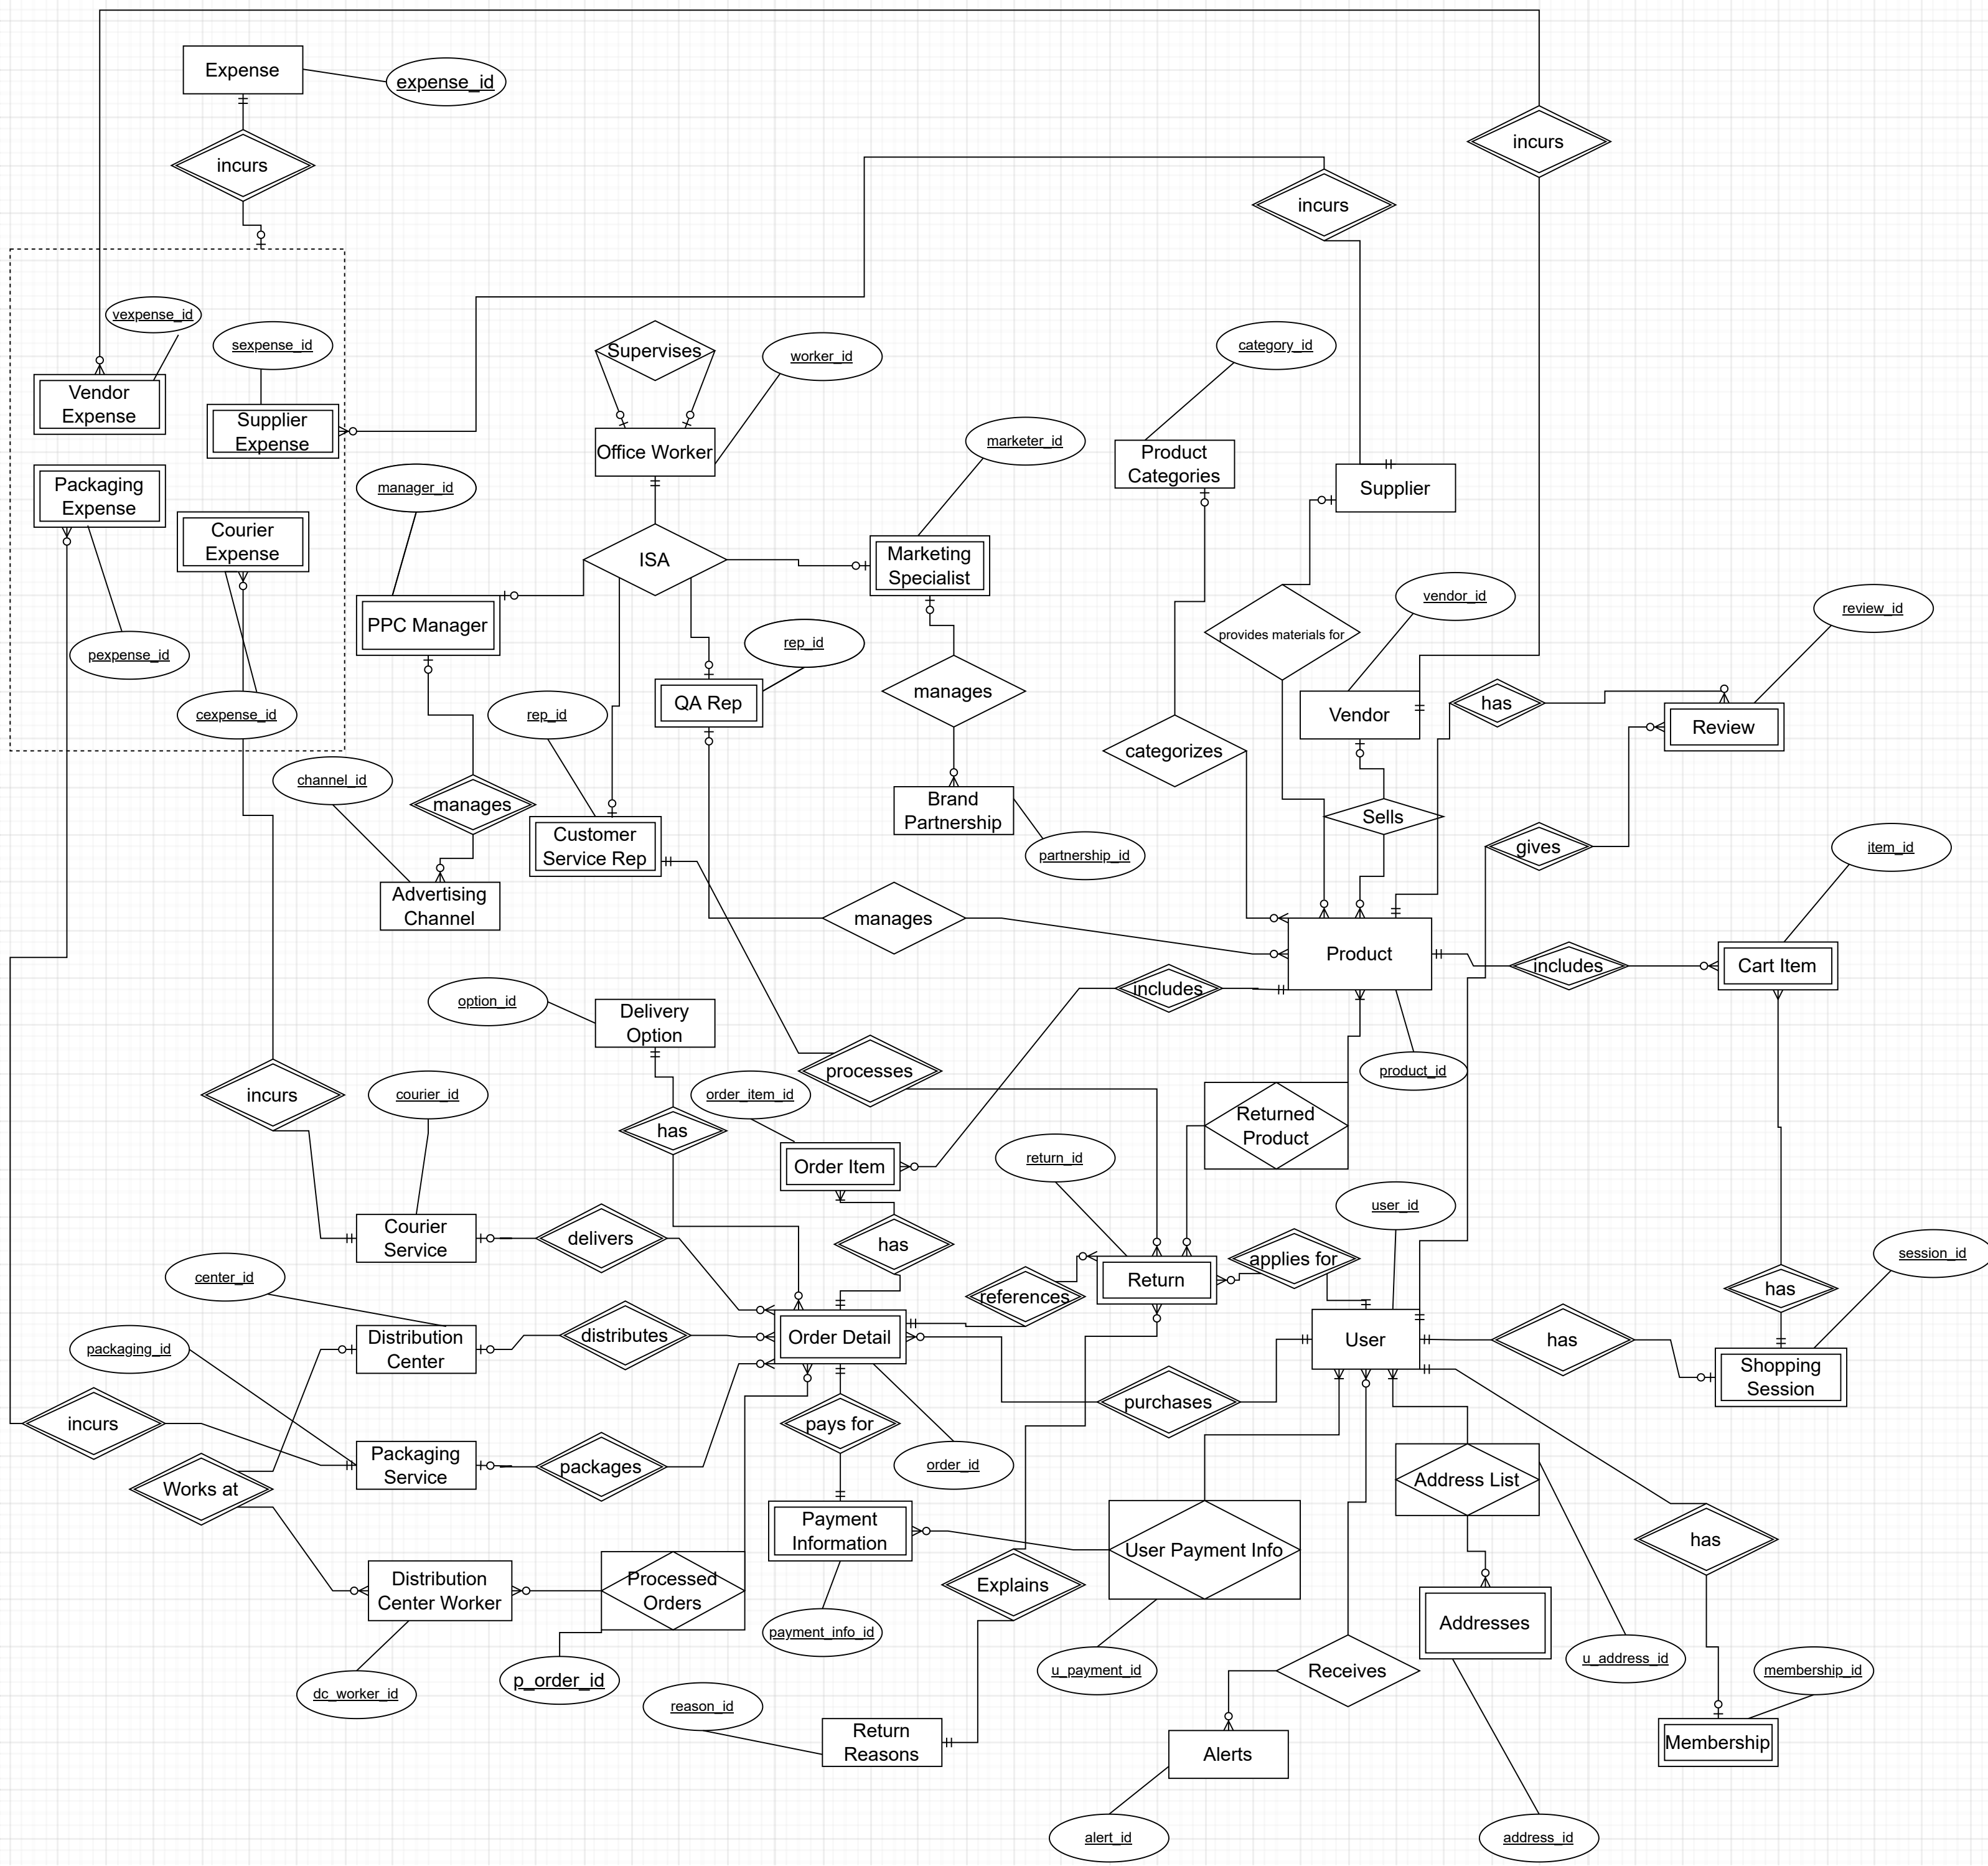 Expense
expense_id
incurs
incurs
incurs
vexpense_id
sexpense_id
Vendor
Expense
Supplier
Expense
Supervises
worker_id
category_id
Office Worker
marketer_id
Product
Categories
Supplier
Packaging
Expense
manager_id
Courier
Expense
ISA
Marketing
Specialist
PPC Manager
vendor_id
review_id
provides materials for
pexpense_id
rep_id
QA Rep
manages
cexpense_id
rep_id
Vendor
has
Review
categorizes
channel_id
manages
Brand
Partnership
Sells
Customer
Service Rep
partnership_id
gives
item_id
Advertising
Channel
manages
Product
includes
Cart Item
includes
option_id
Delivery
Option
processes
product_id
incurs
courier_id
order_item_id
has
Returned
Product
Order Item
return_id
user_id
Courier
Service
delivers
has
applies for
session_id
center_id
Return
references
has
Distribution
Center
distributes
Order Detail
User
has
packaging_id
Shopping
Session
incurs
pays for
purchases
Packaging
Service
packages
order_id
Works at
Address List
Payment
Information
User Payment Info
has
Distribution
Center Worker
Processed
Orders
Explains
Addresses
payment_info_id
dc_worker_id
p_order_id
u_payment_id
Receives
u_address_id
membership_id
reason_id
Return
Reasons
Alerts
Membership
alert_id
address_id